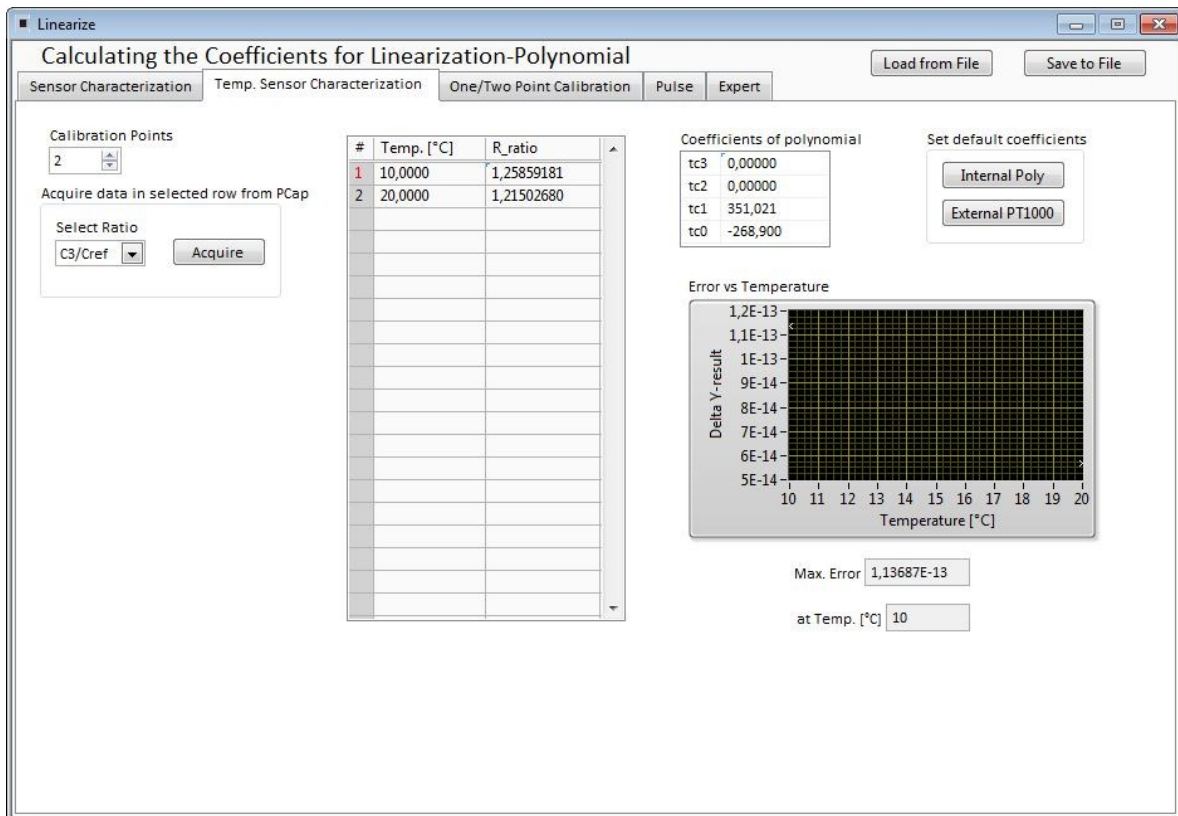 Linearize
Calculating the Coefficients for Linearization-Polynomial
Load from File
Save to File
Sensor Characterization
Temp. Sensor Characterization
One/Two Point Calibration
Pulse
Expert
Calibration Points
2
Acquire data in selected row from PCap
Select Ratio
C3/Cref
Acquire
# Temp. [°C] R_ratio
1 10,0000 1,25859181
2 20,0000 1,21502680
Coefficients of polynomial
tc3 0,00000
tc2 0,00000
tc1 351,021
tc0 -268,900
Set default coefficients
Internal Poly
External PT1000
Error vs Temperature
Delta Y-result
1,2E-13
1,1E-13
1E-13
9E-14
8E-14
7E-14
6E-14
5E-14
10 11 12 13 14 15 16 17 18 19 20
Temperature [°C]
Max. Error 1,13687E-13
at Temp. [°C] 10